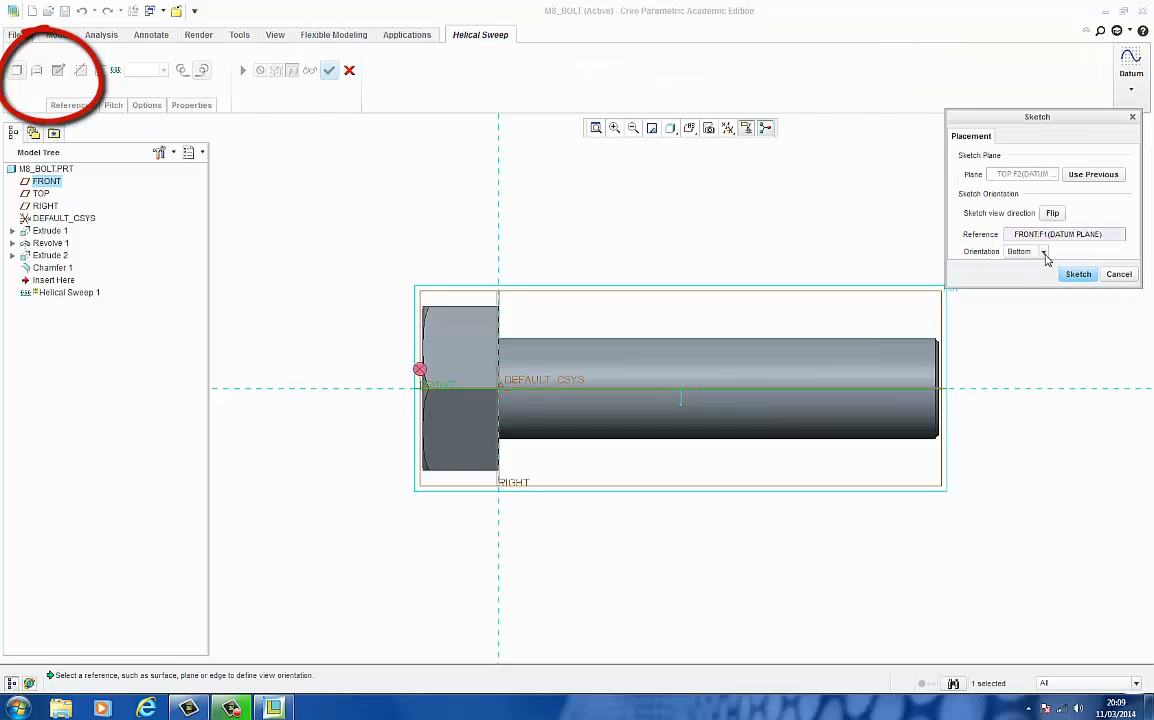 M8_BOLT (Active) - Creo Parametric Academic Edition
File Model Analysis Annotate Render Tools View Flexible Modeling Applications Helical Sweep
References Pitch Options Properties
Datum
Model Tree
M8_BOLT.PRT
FRONT
TOP
RIGHT
DEFAULT_CSYS
Extrude 1
Revolve 1
Extrude 2
Chamfer 1
Insert Here
Helical Sweep 1
Sketch
Placement
Sketch Plane
Plane TOP:F2(DATUM ... Use Previous
Sketch Orientation
Sketch view direction Flip
Reference FRONT:F1(DATUM PLANE)
Orientation Bottom
Sketch Cancel
FRONT
DEFAULT_CSYS
RIGHT
Select a reference, such as surface, plane or edge to define view orientation.
1 selected
All
20:09
11/03/2014